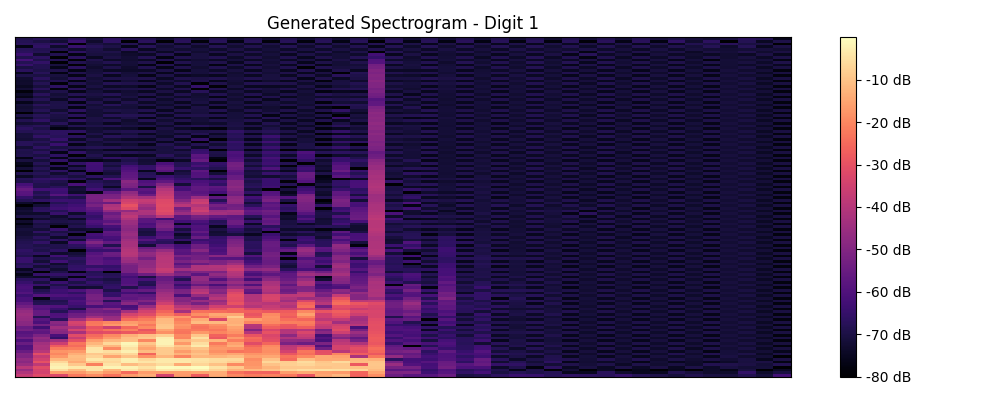 Generated Spectrogram - Digit 1
-10 dB
-20 dB
-30 dB
-40 dB
-50 dB
-60 dB
-70 dB
-80 dB